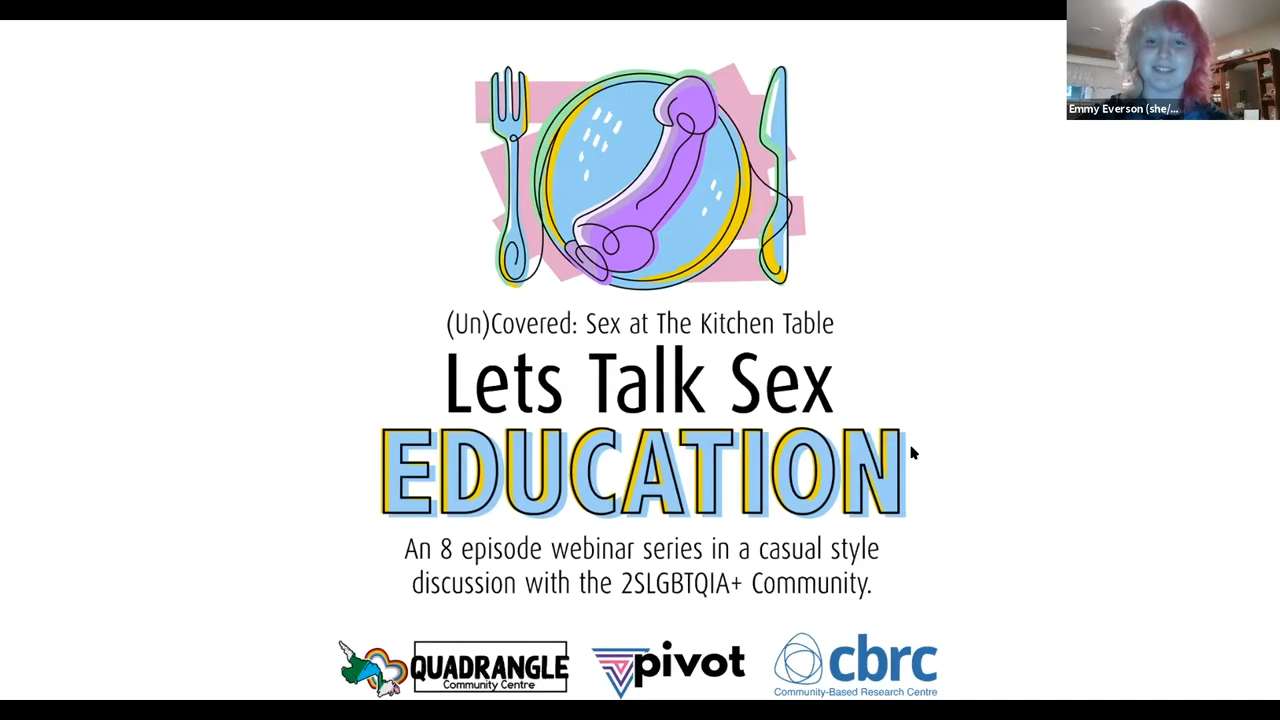 Emmy Everson (she/...
(Un)Covered: Sex at The Kitchen Table
Lets Talk Sex
EDUCATION
An 8 episode webinar series in a casual style
discussion with the 2SLGBTQIA+ Community.
QUADRANGLE
Community Centre
pivot
cbrc
Community-Based Research Centre